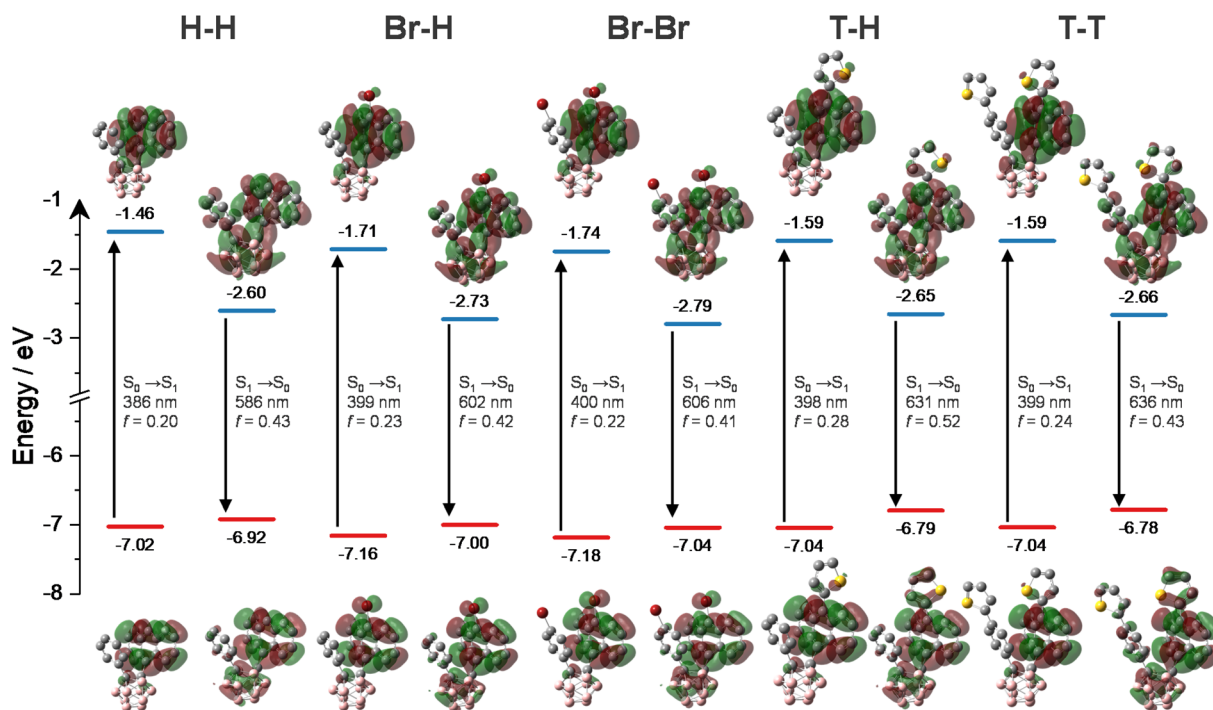 H-H Br-H Br-Br T-H T-T
Energy / eV
-1
-2
-3
-6
-7
-8
-1.46
-2.60
-1.71
-2.73
-1.74
-2.79
-1.59
-2.65
-1.59
-2.66
S₀→S₁
386 nm
f = 0.20
S₁→S₀
586 nm
f = 0.43
S₀→S₁
399 nm
f = 0.23
S₁→S₀
602 nm
f = 0.42
S₀→S₁
400 nm
f = 0.22
S₁→S₀
606 nm
f = 0.41
S₀→S₁
398 nm
f = 0.28
S₁→S₀
631 nm
f = 0.52
S₀→S₁
399 nm
f = 0.24
S₁→S₀
636 nm
f = 0.43
-7.02
-6.92
-7.16
-7.00
-7.18
-7.04
-7.04
-6.79
-7.04
-6.78